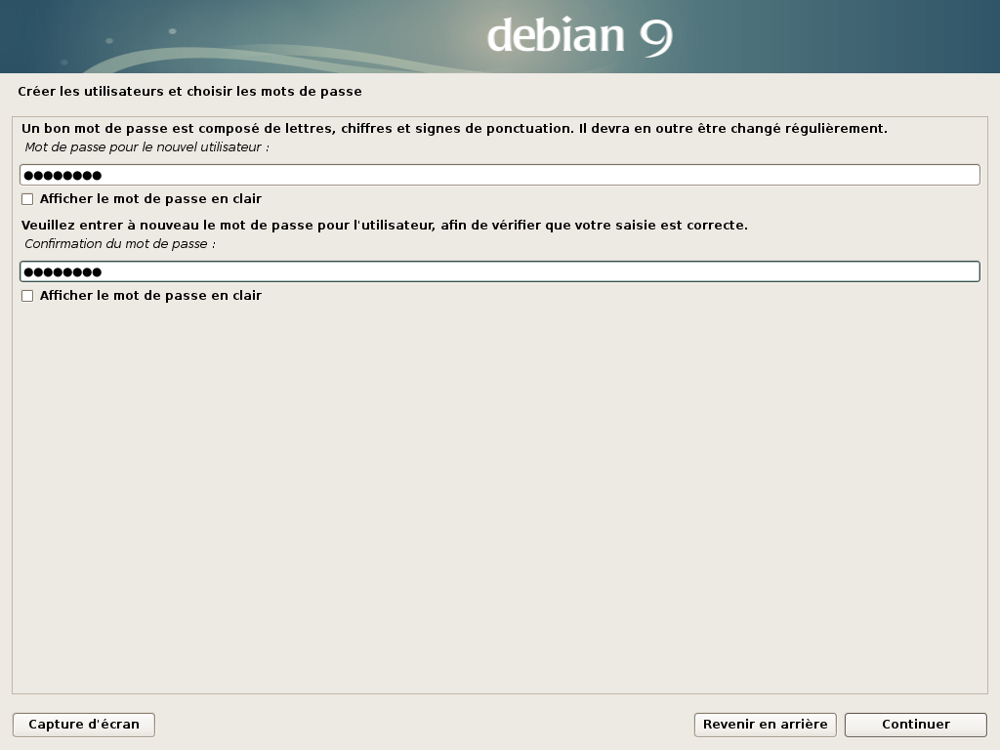 debian 9
Créer les utilisateurs et choisir les mots de passe
Un bon mot de passe est composé de lettres, chiffres et signes de ponctuation. Il devra en outre être changé régulièrement.
Mot de passe pour le nouvel utilisateur :
●●●●●●●●
Afficher le mot de passe en clair
Veuillez entrer à nouveau le mot de passe pour l'utilisateur, afin de vérifier que votre saisie est correcte.
Confirmation du mot de passe :
●●●●●●●●
Afficher le mot de passe en clair
Capture d'écran Revenir en arrière Continuer